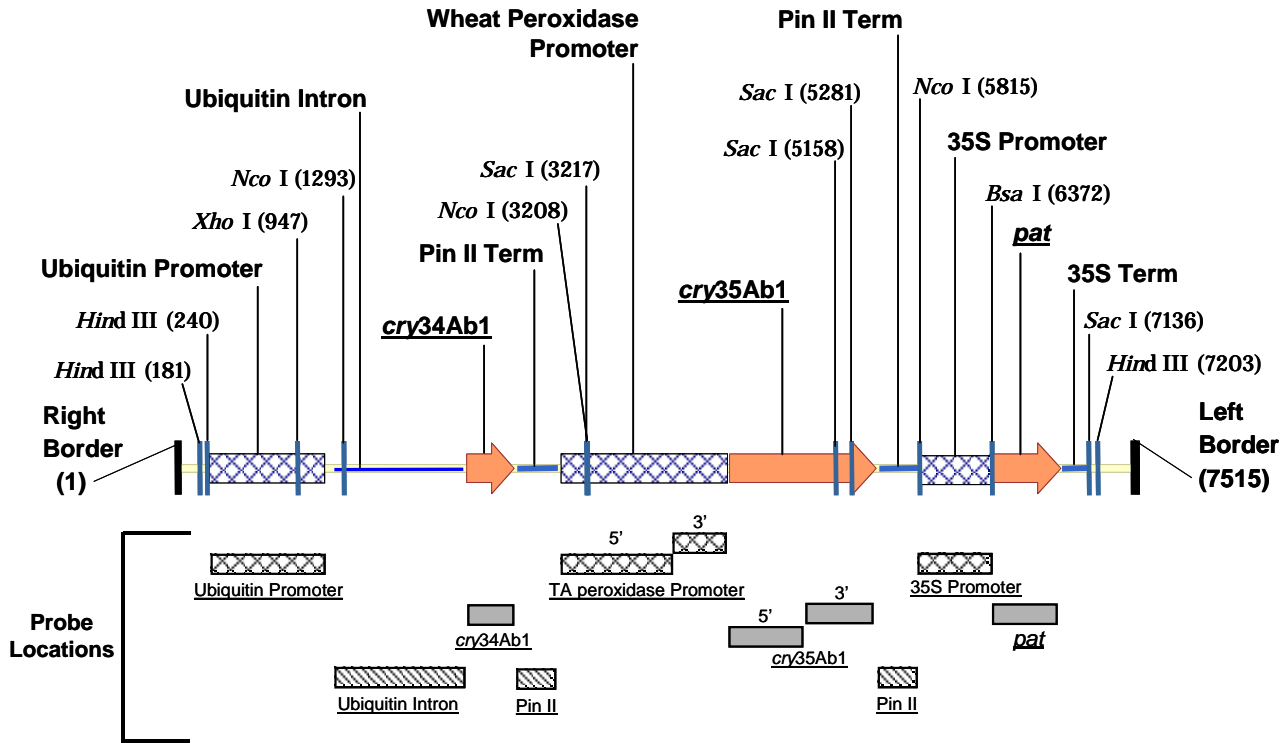 Wheat Peroxidase
Promoter
Pin II Term
Ubiquitin Intron
Sac I (5281)
Nco I (5815)
Sac I (5158)
35S Promoter
Nco I (1293)
Sac I (3217)
Xho I (947)
Nco I (3208)
Bsa I (6372)
pat
Ubiquitin Promoter
Pin II Term
cry35Ab1
35S Term
Hind III (240)
cry34Ab1
Sac I (7136)
Hind III (181)
Hind III (7203)
Right
Border
(1)
Left
Border
(7515)
Probe
Locations
5’
3’
Ubiquitin Promoter
TA peroxidase Promoter
35S Promoter
3’
5’
cry34Ab1
cry35Ab1
pat
Ubiquitin Intron
Pin II
Pin II